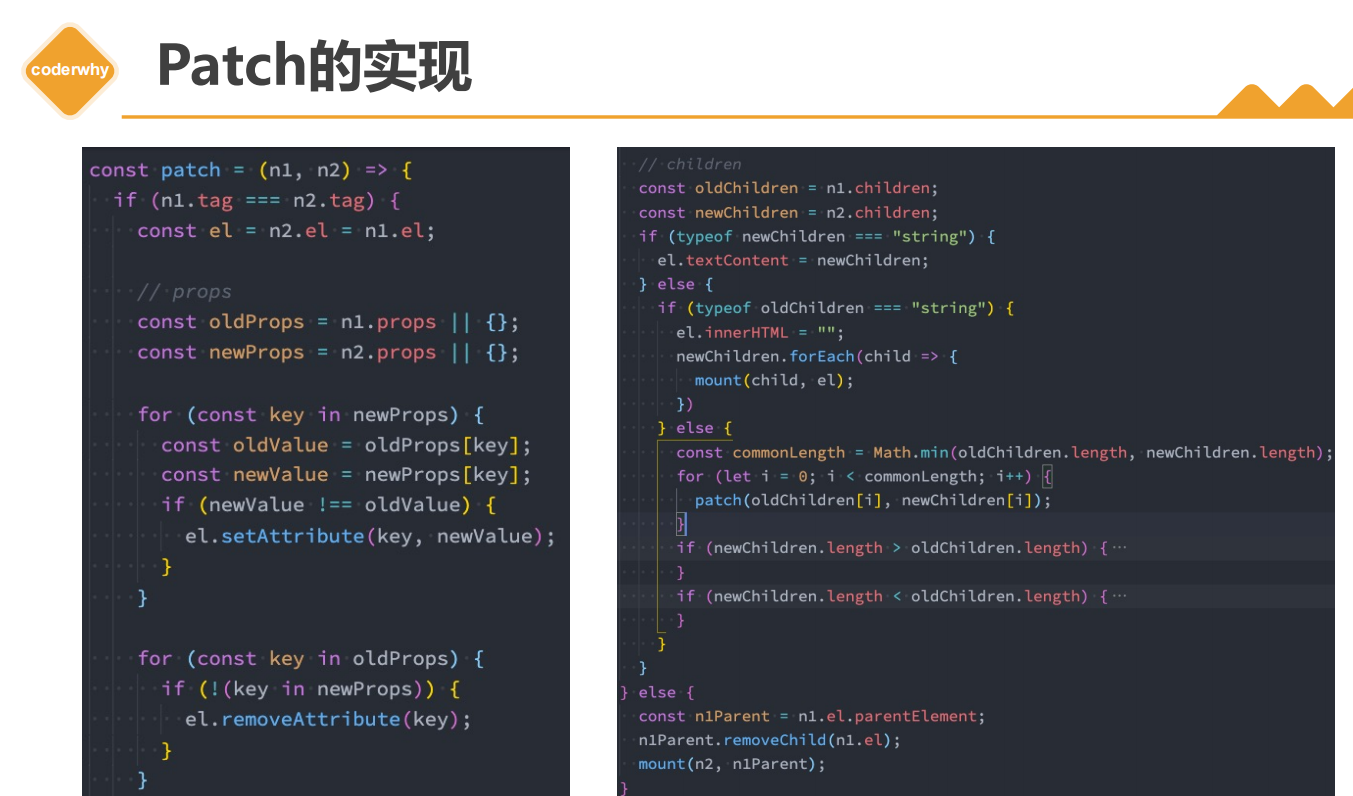 coderwhy
Patch的实现
const patch = (n1, n2) => {
if (n1.tag === n2.tag) {
const el = n2.el = n1.el;
// props
const oldProps = n1.props || {};
const newProps = n2.props || {};
for (const key in newProps) {
const oldValue = oldProps[key];
const newValue = newProps[key];
if (newValue !== oldValue) {
el.setAttribute(key, newValue);
}
}
for (const key in oldProps) {
if (!(key in newProps)) {
el.removeAttribute(key);
}
}
// children
const oldChildren = n1.children;
const newChildren = n2.children;
if (typeof newChildren === "string") {
el.textContent = newChildren;
} else {
if (typeof oldChildren === "string") {
el.innerHTML = "";
newChildren.forEach(child => {
mount(child, el);
})
} else {
const commonLength = Math.min(oldChildren.length, newChildren.length);
for (let i = 0; i < commonLength; i++) {
patch(oldChildren[i], newChildren[i]);
}
if (newChildren.length > oldChildren.length) {⋯
}
if (newChildren.length < oldChildren.length) {⋯
}
}
}
} else {
const n1Parent = n1.el.parentElement;
n1Parent.removeChild(n1.el);
mount(n2, n1Parent);
}